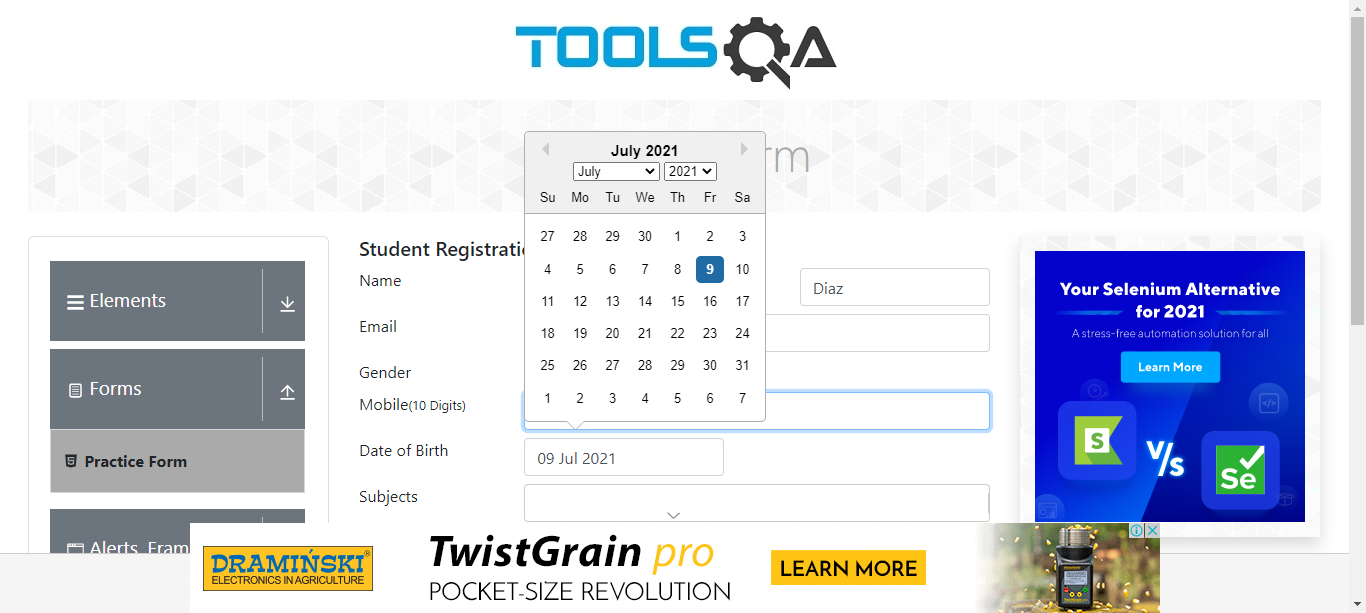 TOOLSQA
rm
July 2021
July 2021
Su Mo Tu We Th Fr Sa
27 28 29 30 1 2 3
4 5 6 7 8 9 10
11 12 13 14 15 16 17
18 19 20 21 22 23 24
25 26 27 28 29 30 31
1 2 3 4 5 6 7
Elements
Forms
Practice Form
Alerts, Fram
Student Registrati
Name
Diaz
Email
Gender
Mobile(10 Digits)
Date of Birth
09 Jul 2021
Subjects
Your Selenium Alternative
for 2021
A stress-free automation solution for all
Learn More
S
V/s
Se
DRAMIŃSKI®
ELECTRONICS IN AGRICULTURE
TwistGrain pro
POCKET-SIZE REVOLUTION
LEARN MORE